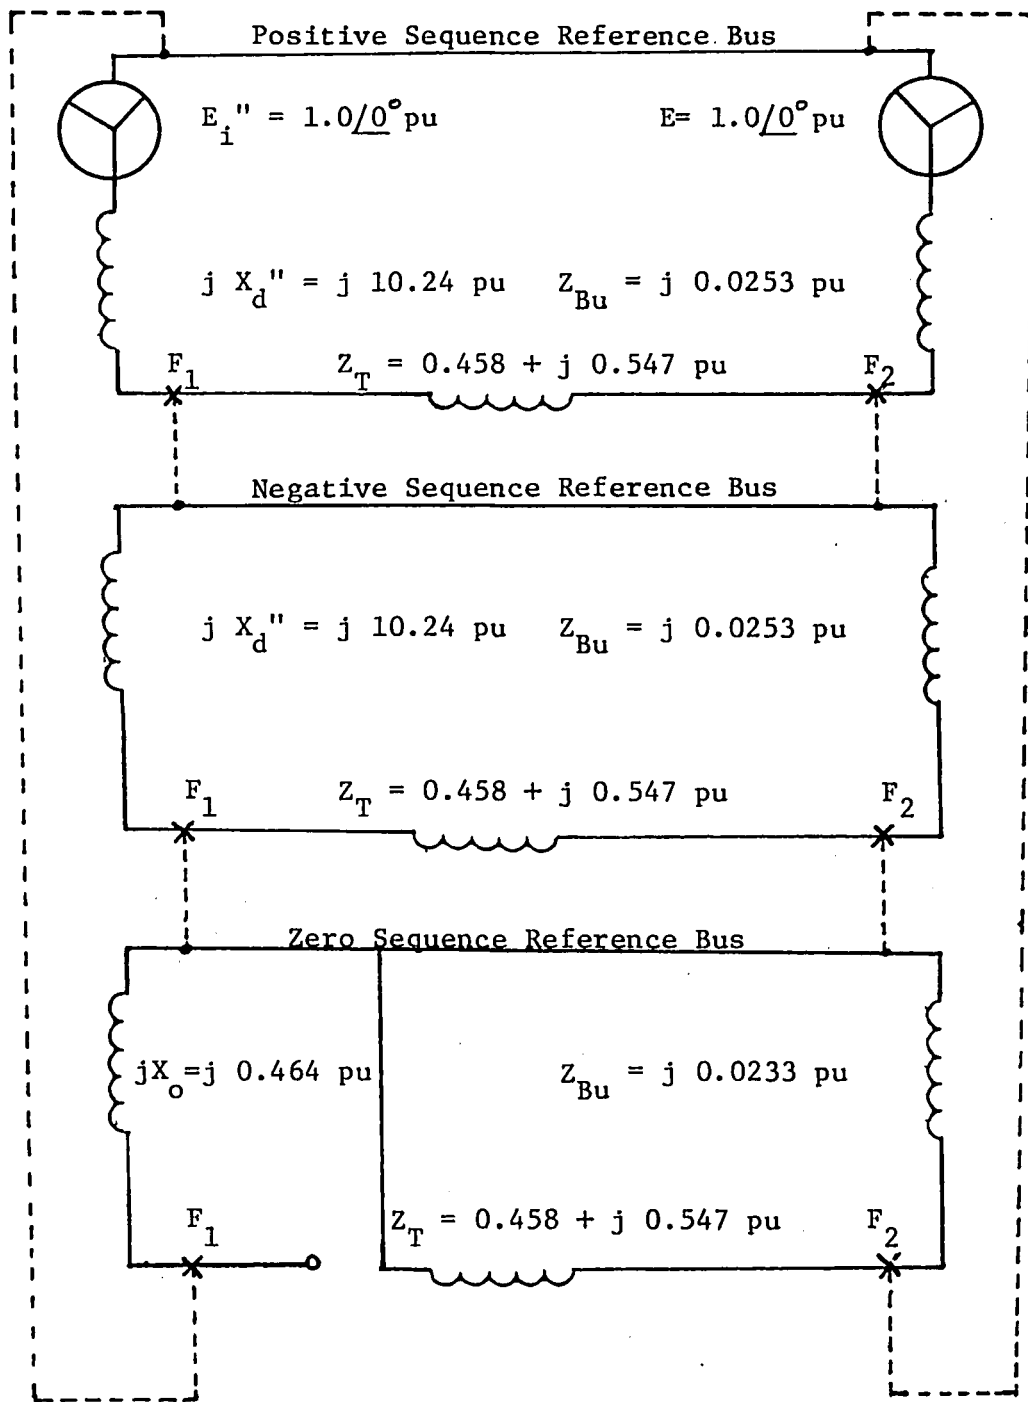 Positive Sequence Reference Bus
E_i" = 1.0/0° pu E= 1.0/0° pu
j X_d" = j 10.24 pu Z_Bu = j 0.0253 pu
F_1 Z_T = 0.458 + j 0.547 pu F_2
Negative Sequence Reference Bus
j X_d" = j 10.24 pu Z_Bu = j 0.0253 pu
F_1 Z_T = 0.458 + j 0.547 pu F_2
Zero Sequence Reference Bus
jX_o=j 0.464 pu Z_Bu = j 0.0233 pu
F_1 Z_T = 0.458 + j 0.547 pu F_2